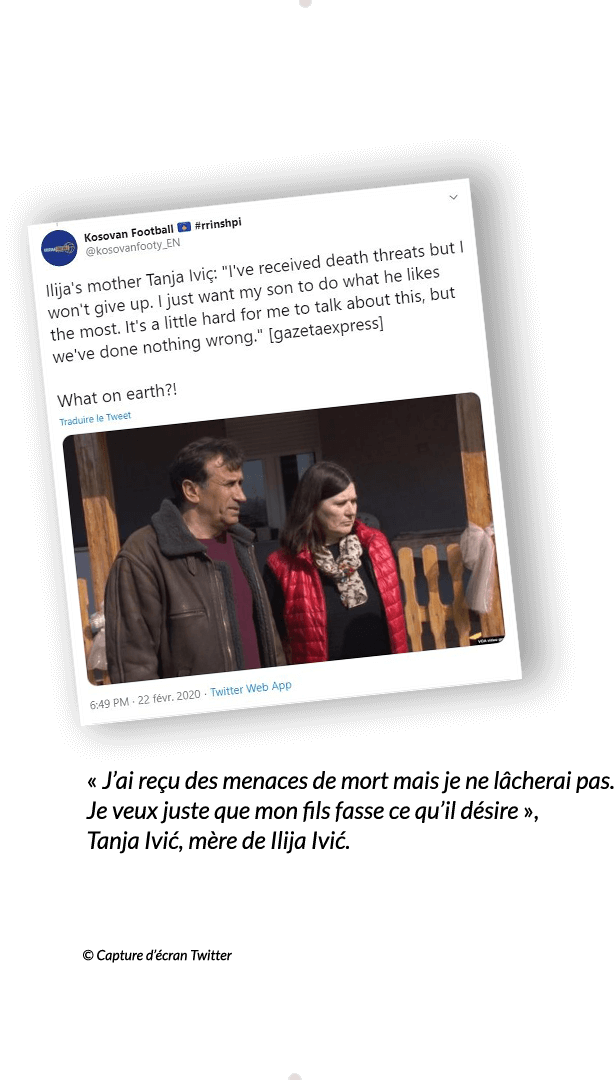 Kosovan Football 🇽🇰 #rrinshpi
@kosovanfooty_EN
Ilija's mother Tanja Iviç: "I've received death threats but I
won't give up. I just want my son to do what he likes
the most. It's a little hard for me to talk about this, but
we've done nothing wrong." [gazetaexpress]
What on earth?!
Traduire le Tweet
6:49 PM · 22 févr. 2020 · Twitter Web App
« J’ai reçu des menaces de mort mais je ne lâcherai pas.
Je veux juste que mon fils fasse ce qu’il désire »,
Tanja Ivić, mère de Ilija Ivić.
© Capture d’écran Twitter